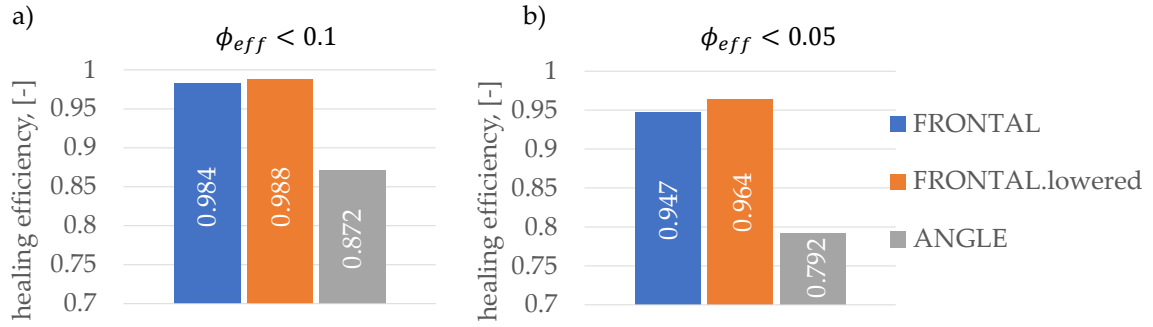 a)
ϕ_eff < 0.1
healing efficiency, [-]
1
0.95
0.9
0.85
0.8
0.75
0.7
0.984
0.988
0.872
b)
ϕ_eff < 0.05
healing efficiency, [-]
1
0.95
0.9
0.85
0.8
0.75
0.7
0.947
0.964
0.792
FRONTAL
FRONTAL.lowered
ANGLE